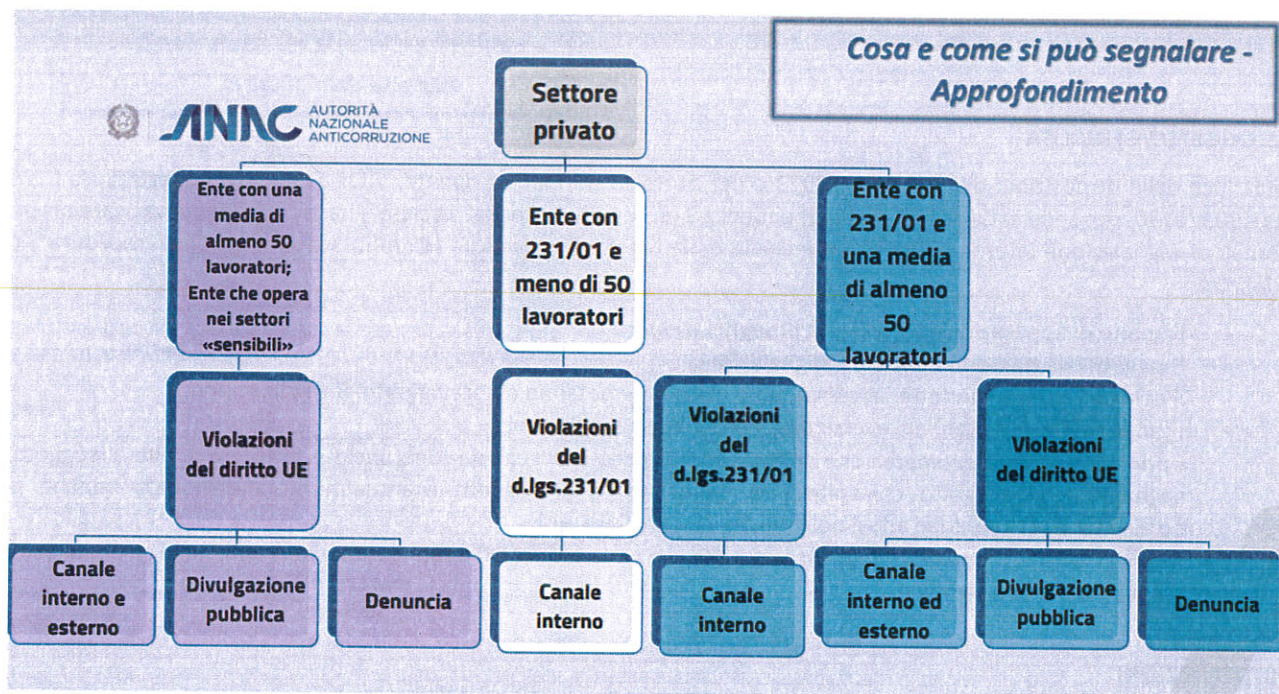 Cosa e come si può segnalare -
Approfondimento
ANAC
AUTORITÀ
NAZIONALE
ANTICORRUZIONE
Settore
privato
Ente con una
media di
almeno 50
lavoratori;
Ente che opera
nei settori
«sensibili»
Ente con
231/01 e
meno di 50
lavoratori
Ente con
231/01 e
una media
di almeno
50
lavoratori
Violazioni
del diritto UE
Violazioni
del
d.lgs.231/01
Violazioni
del
d.lgs.231/01
Violazioni
del diritto UE
Canale
interno e
esterno
Divulgazione
pubblica
Denuncia
Canale
interno
Canale
interno
Canale
interno ed
esterno
Divulgazione
pubblica
Denuncia